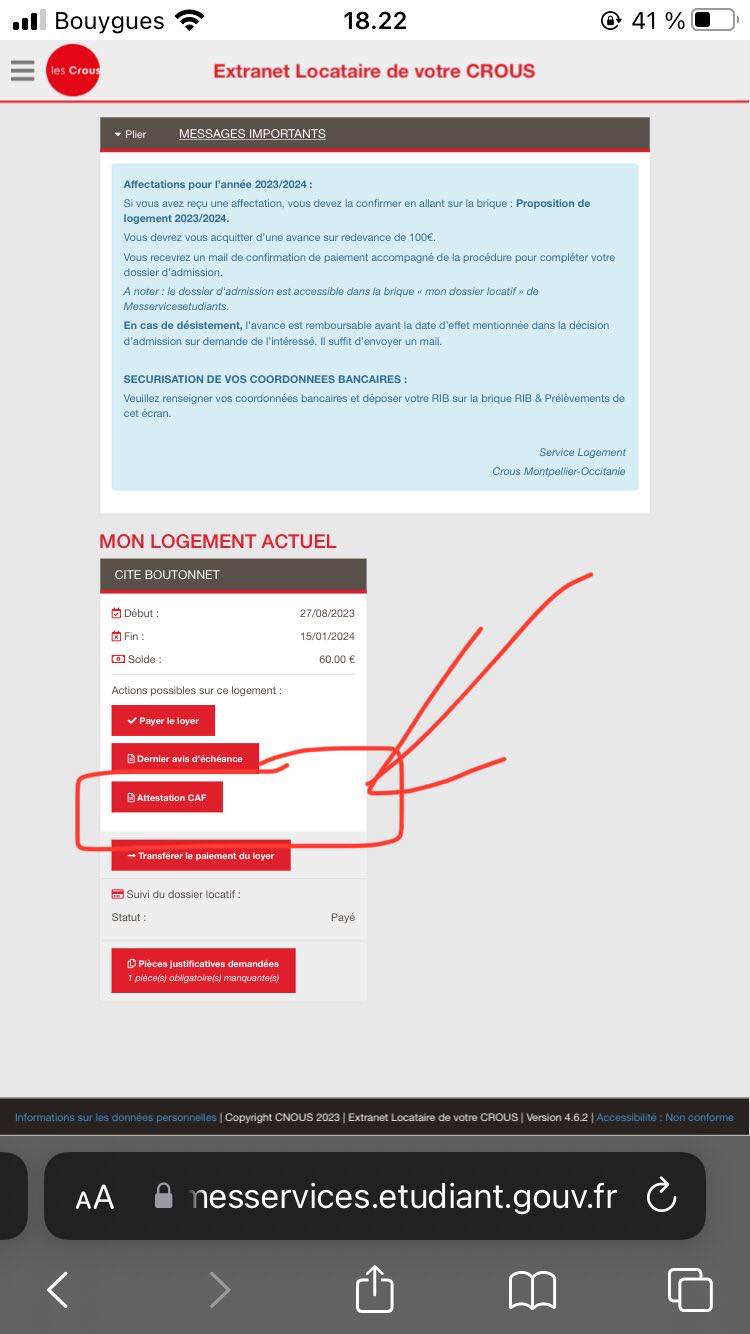 Bouygues 18.22 41 %
les Crous Extranet Locataire de votre CROUS
Plier MESSAGES IMPORTANTS
Affectations pour l'année 2023/2024 :
Si vous avez reçu une affectation, vous devez la confirmer en allant sur la brique : Proposition de
logement 2023/2024.
Vous devrez vous acquitter d'une avance sur redevance de 100€.
Vous recevrez un mail de confirmation de paiement accompagné de la procédure pour compléter votre
dossier d'admission.
A noter : le dossier d'admission est accessible dans la brique « mon dossier locatif » de
Messervicesetudiants.
En cas de désistement, l'avance est remboursable avant la date d'effet mentionnée dans la décision
d'admission sur demande de l'intéressé. Il suffit d'envoyer un mail.
SECURISATION DE VOS COORDONNEES BANCAIRES :
Veuillez renseigner vos coordonnées bancaires et déposer votre RIB sur la brique RIB & Prélèvements de
cet écran.
Service Logement
Crous Montpellier-Occitanie
MON LOGEMENT ACTUEL
CITE BOUTONNET
Début : 27/08/2023
Fin : 15/01/2024
Solde : 60.00 €
Actions possibles sur ce logement :
Payer le loyer
Dernier avis d'échéance
Attestation CAF
Transférer le paiement du loyer
Suivi du dossier locatif :
Statut : Payé
Pièces justificatives demandées
1 pièce(s) obligatoire(s) manquante(s)
Informations sur les données personnelles | Copyright CNOUS 2023 | Extranet Locataire de votre CROUS | Version 4.6.2 | Accessibilité : Non conforme
AA messervices.etudiant.gouv.fr